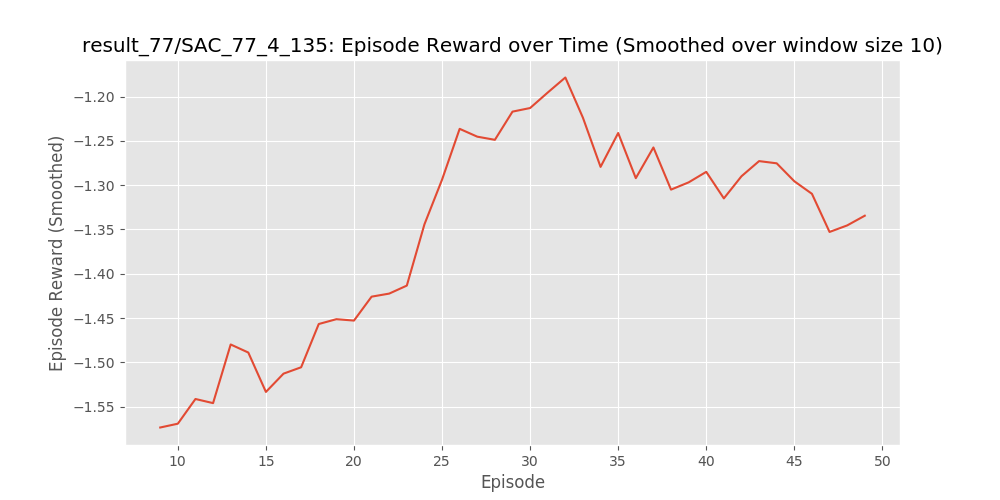 result_77/SAC_77_4_135: Episode Reward over Time (Smoothed over window size 10)
Episode Reward (Smoothed)
−1.20
−1.25
−1.30
−1.35
−1.40
−1.45
−1.50
−1.55
10 15 20 25 30 35 40 45 50
Episode